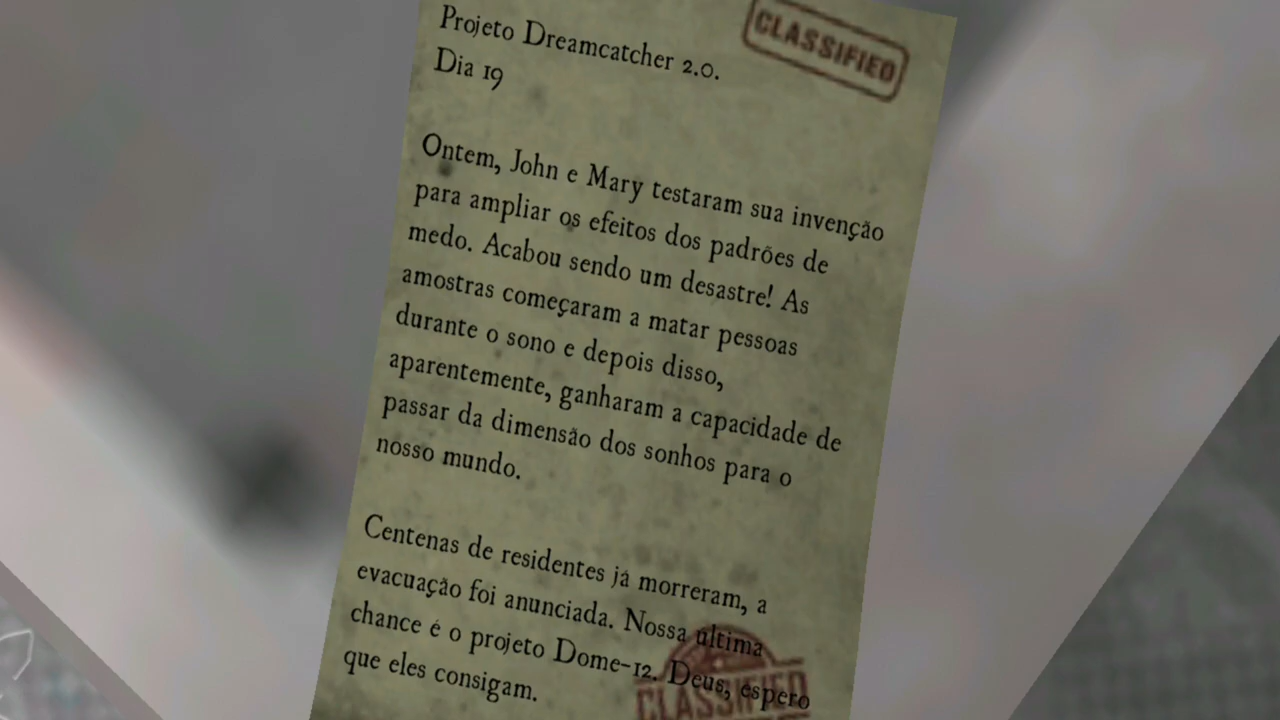 Projeto Dreamcatcher 2.0.
CLASSIFIED
Dia 19
Ontem, John e Mary testaram sua invenção
para ampliar os efeitos dos padrões de
medo. Acabou sendo um desastre! As
amostras começaram a matar pessoas
durante o sono e depois disso,
aparentemente, ganharam a capacidade de
passar da dimensão dos sonhos para o
nosso mundo.
Centenas de residentes já morreram, a
evacuação foi anunciada. Nossa última
chance é o projeto Dome-12. Deus, espero
que eles consigam.
CLASSIFIED